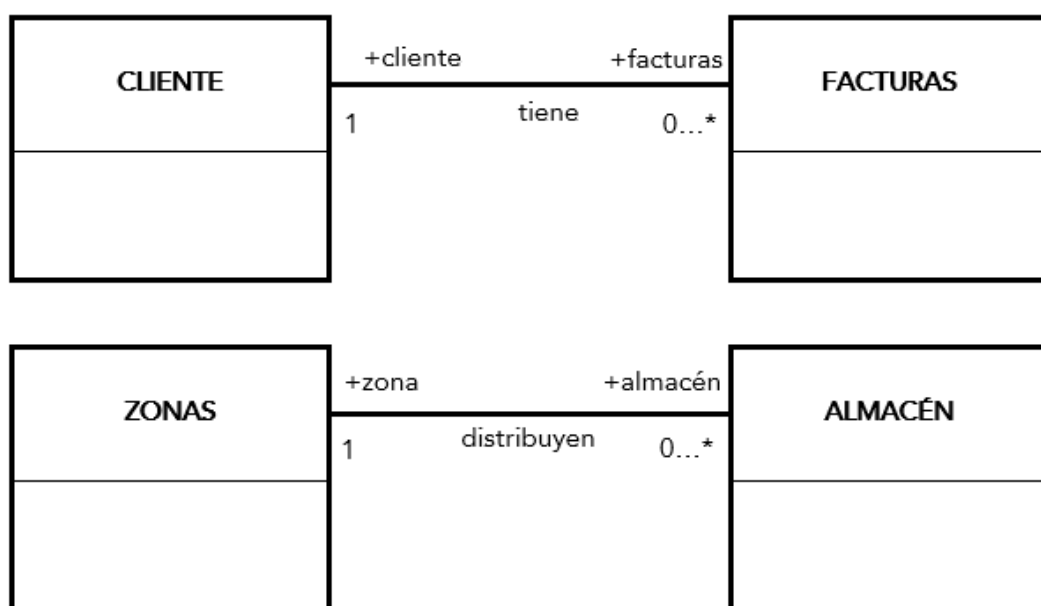 +cliente +facturas
CLIENTE FACTURAS
tiene
1 0...*
+zona +almacén
ZONAS ALMACÉN
distribuyen
1 0...*